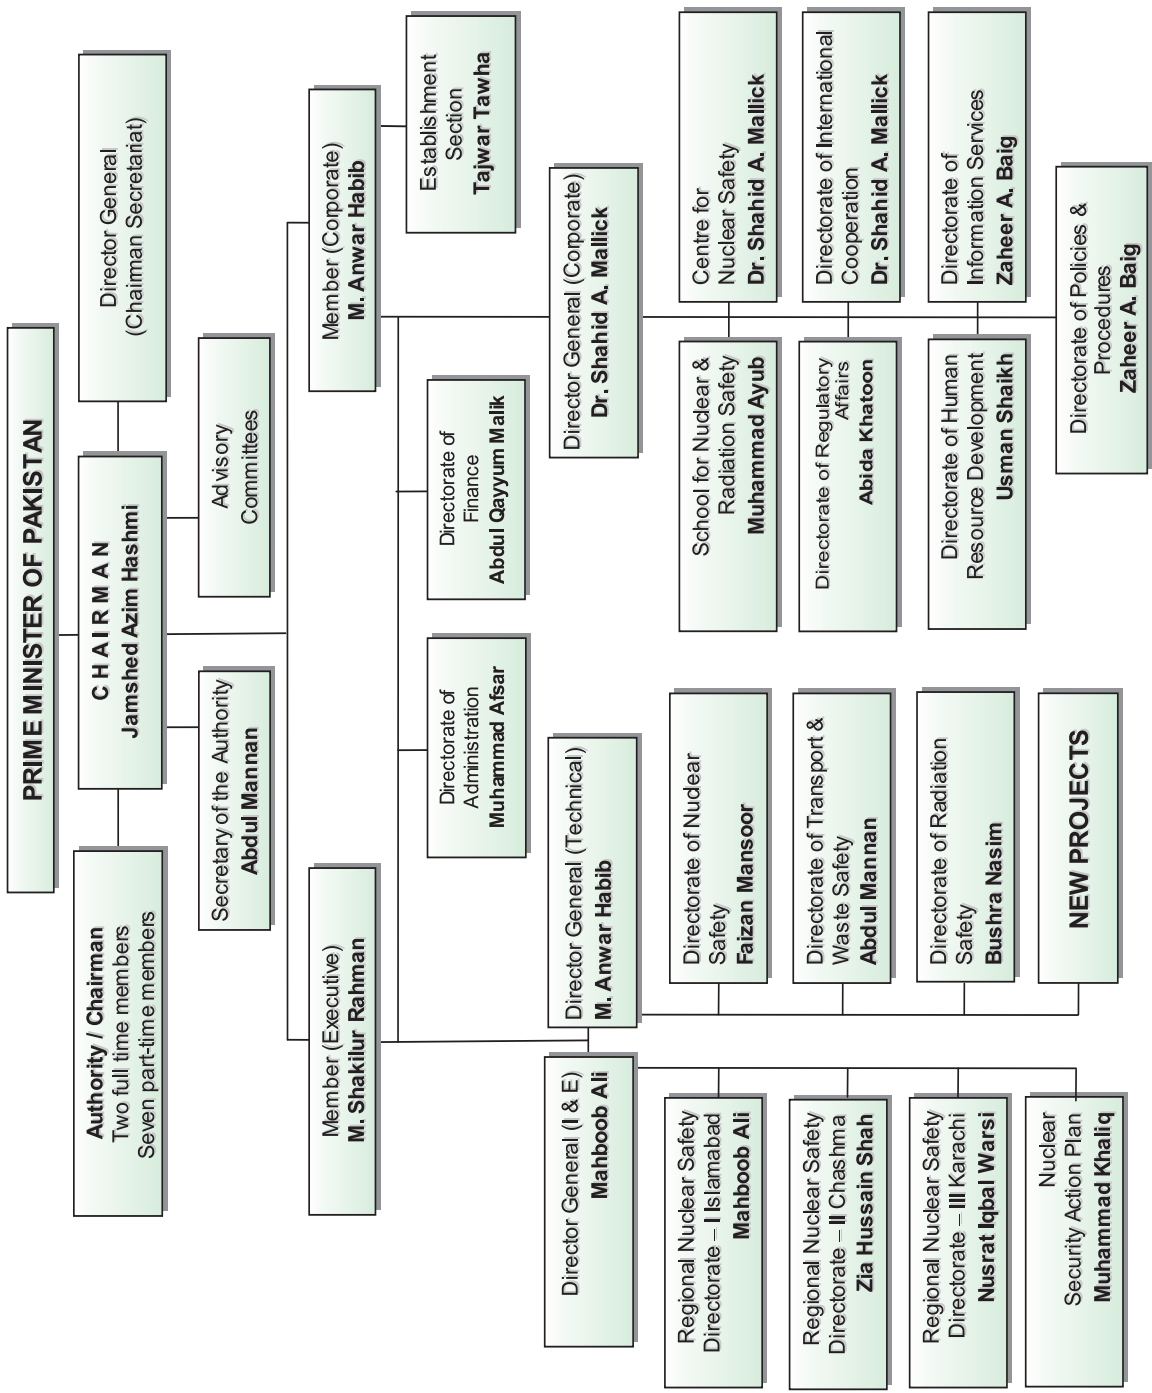 PRIME MINISTER OF PAKISTAN
Authority / Chairman
Two full time members
Seven part-time members
C H A I R M A N
Jamshed Azim Hashmi
Director General
(Chairman Secretariat)
Secretary of the Authority
Abdul Mannan
Advisory
Committees
Member (Executive)
M. Shakilur Rahman
Member (Corporate)
M. Anwar Habib
Directorate of
Administration
Muhammad Afsar
Directorate of
Finance
Abdul Qayyum Malik
Establishment
Section
Tajwar Tawha
Director General (I & E)
Mahboob Ali
Director General (Technical)
M. Anwar Habib
Director General (Corporate)
Dr. Shahid A. Mallick
Regional Nuclear Safety
Directorate – I Islamabad
Mahboob Ali
Directorate of Nuclear
Safety
Faizan Mansoor
School for Nuclear &
Radiation Safety
Muhammad Ayub
Centre for
Nuclear Safety
Dr. Shahid A. Mallick
Regional Nuclear Safety
Directorate – II Chashma
Zia Hussain Shah
Directorate of Transport &
Waste Safety
Abdul Mannan
Directorate of Regulatory
Affairs
Abida Khatoon
Directorate of International
Cooperation
Dr. Shahid A. Mallick
Regional Nuclear Safety
Directorate – III Karachi
Nusrat Iqbal Warsi
Directorate of Radiation
Safety
Bushra Nasim
Directorate of Human
Resource Development
Usman Shaikh
Directorate of
Information Services
Zaheer A. Baig
Nuclear
Security Action Plan
Muhammad Khaliq
NEW PROJECTS
Directorate of Policies &
Procedures
Zaheer A. Baig